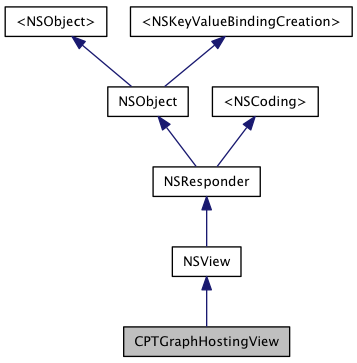 <NSObject>
<NSKeyValueBindingCreation>
NSObject
<NSCoding>
NSResponder
NSView
CPTGraphHostingView